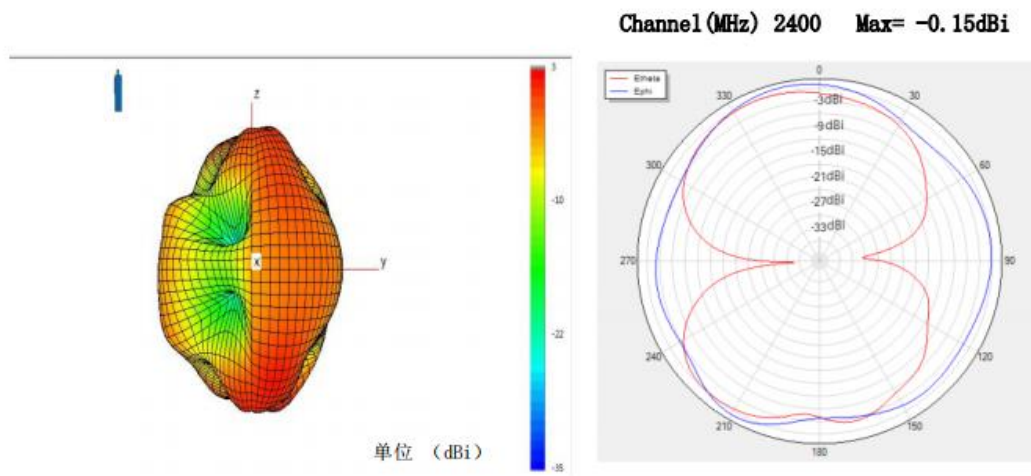 Channel(MHz) 2400 Max= -0.15dBi
z
y
x
-10
-22
-35
单位 (dBi)
Etheta
Ephi
0
30
60
90
120
150
180
210
240
270
300
330
-3dBi
-9dBi
-15dBi
-21dBi
-27dBi
-33dBi